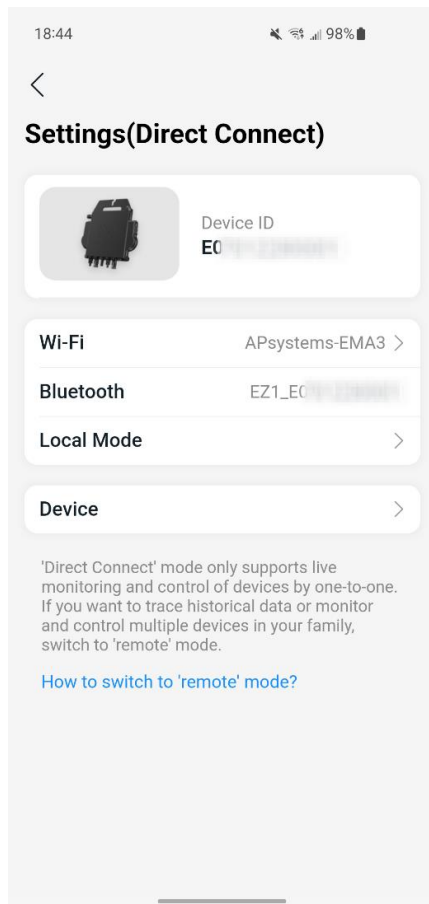 18:44 98%
Settings(Direct Connect)
Device ID
E0
Wi-Fi APsystems-EMA3
Bluetooth EZ1_E0
Local Mode
Device
'Direct Connect' mode only supports live
monitoring and control of devices by one-to-one.
If you want to trace historical data or monitor
and control multiple devices in your family,
switch to 'remote' mode.
How to switch to 'remote' mode?